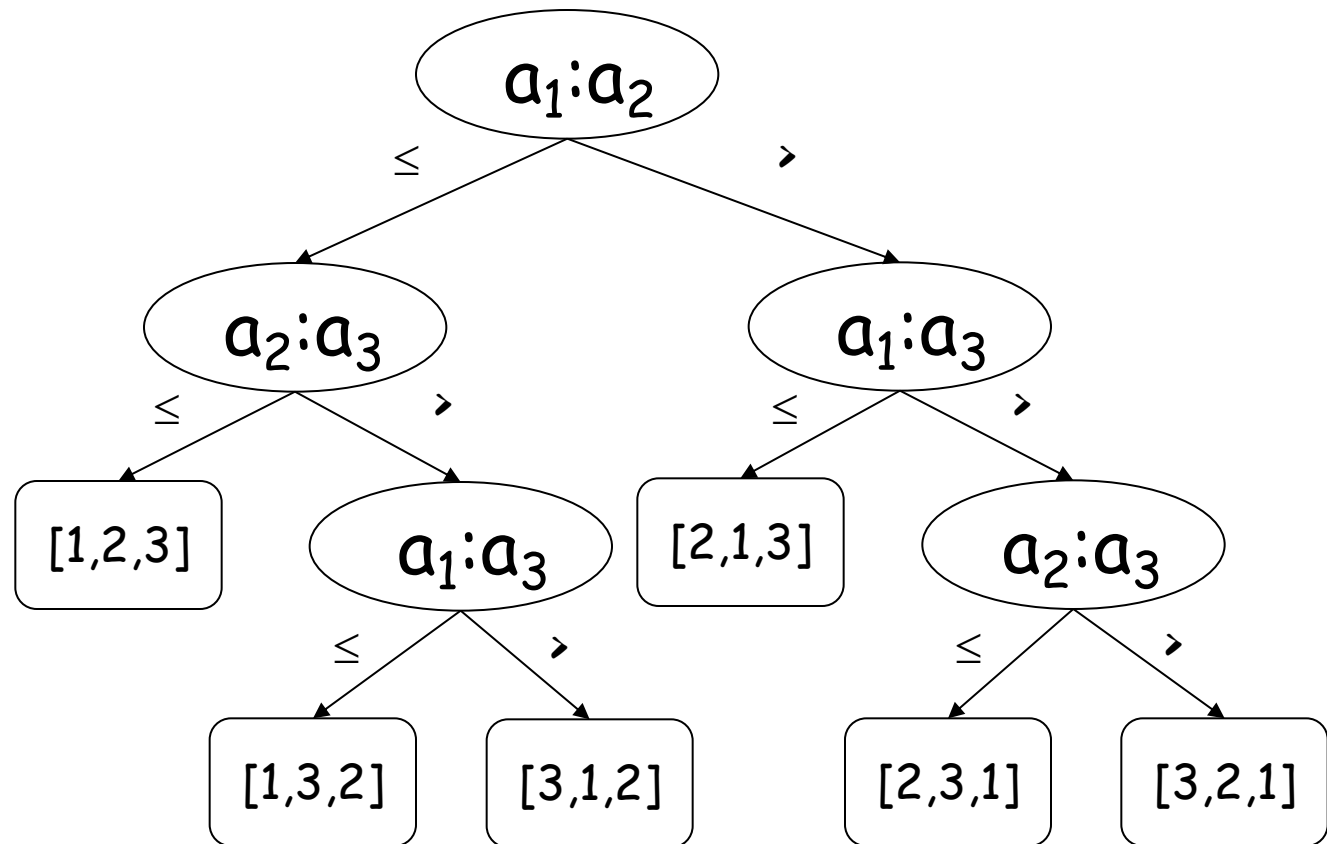 a₁:a₂
≤ >
a₂:a₃ a₁:a₃
≤ > ≤ >
[1,2,3] a₁:a₃ [2,1,3] a₂:a₃
≤ > ≤ >
[1,3,2] [3,1,2] [2,3,1] [3,2,1]